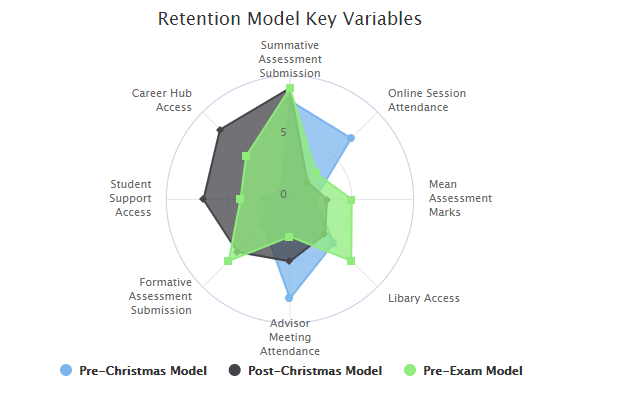 Retention Model Key Variables
Summative
Assessment
Submission
Career Hub
Access
Online Session
Attendance
5
Student
Support
Access
0
Mean
Assessment
Marks
Formative
Assessment
Submission
Libary Access
Advisor
Meeting
Attendance
Pre-Christmas Model
Post-Christmas Model
Pre-Exam Model